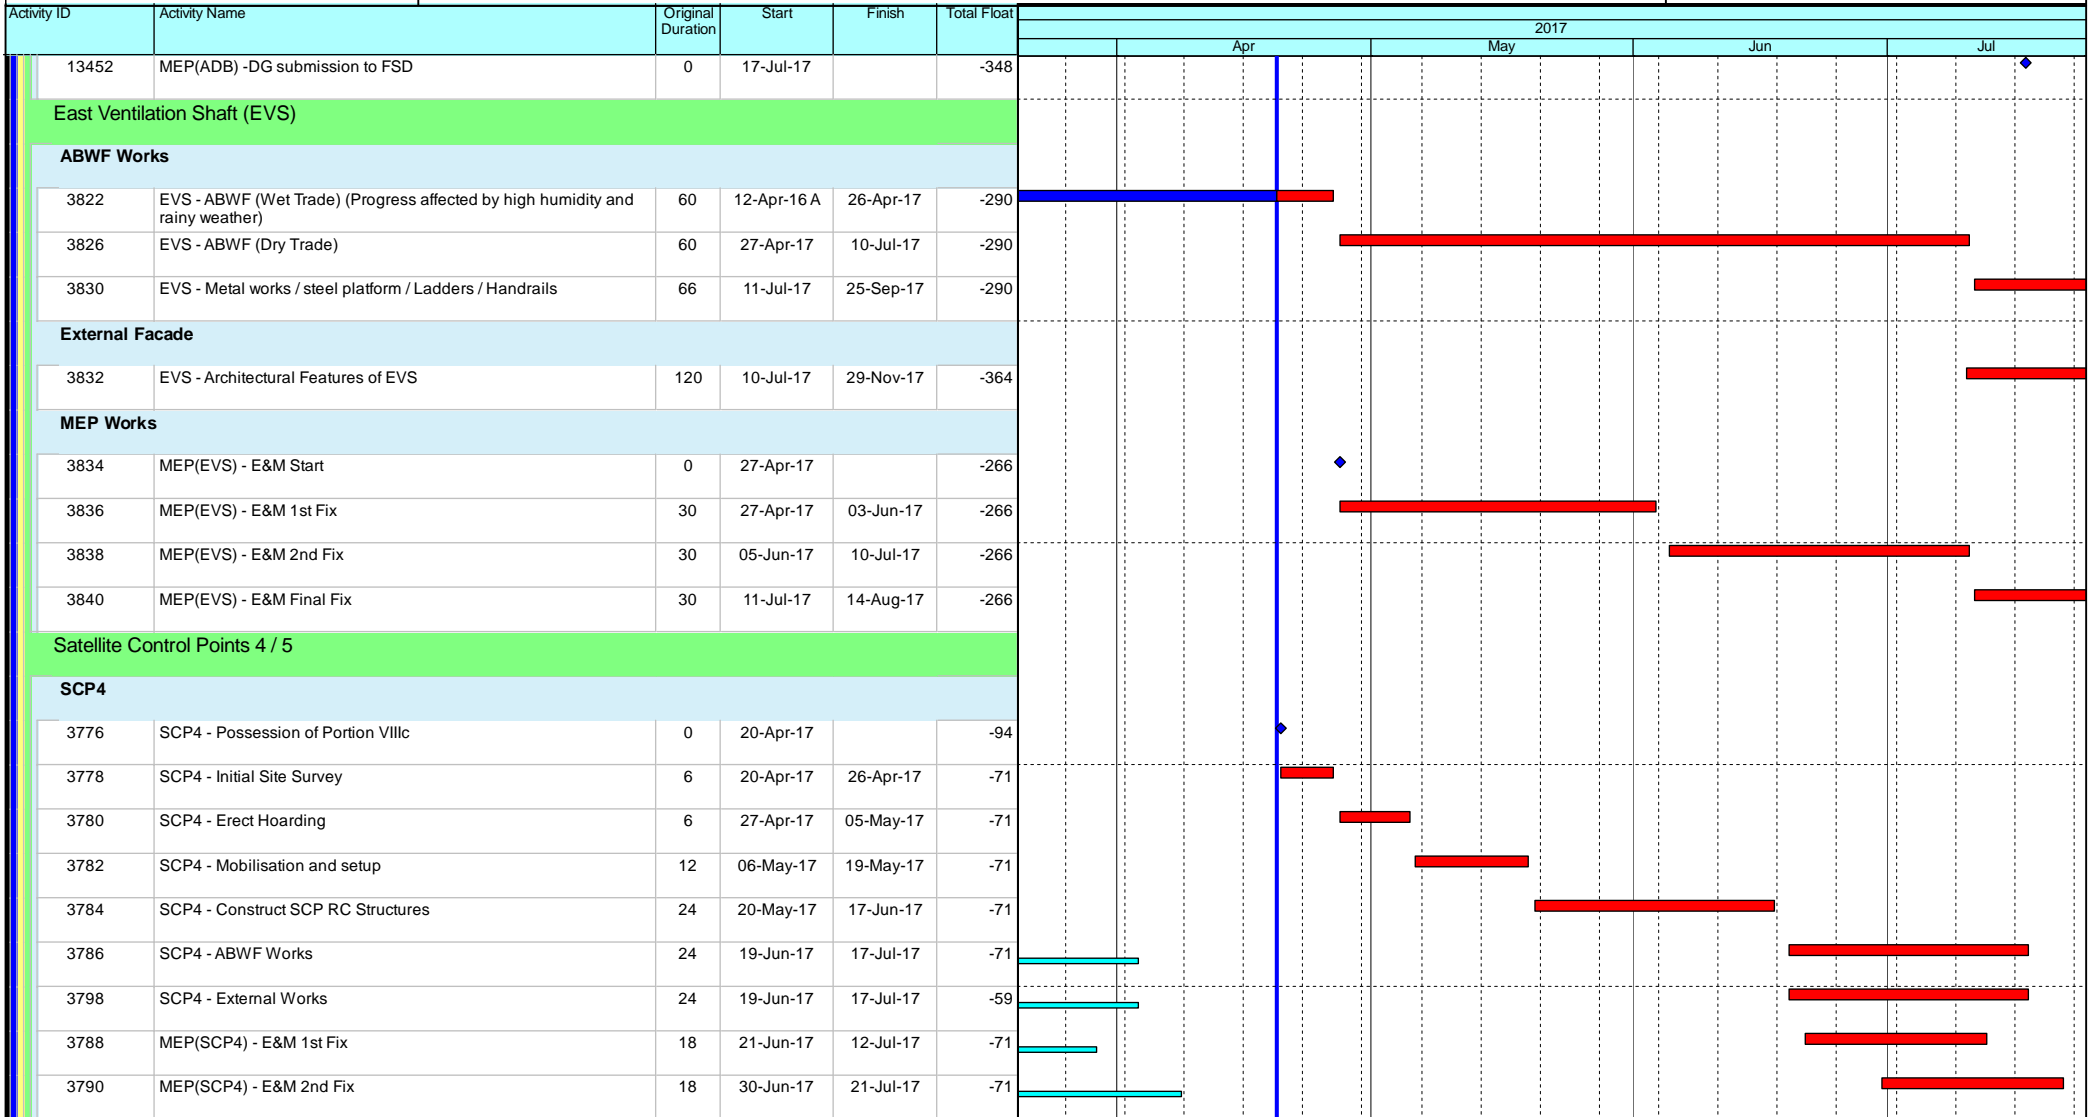 Activity ID Activity Name Original Start Finish Total Float
Duration
2017
Apr May Jun Jul
13452 MEP(ADB) -DG submission to FSD 0 17-Jul-17 -348
East Ventilation Shaft (EVS)
ABWF Works
3822 EVS - ABWF (Wet Trade) (Progress affected by high humidity and 60 12-Apr-16 A 26-Apr-17 -290
rainy weather)
3826 EVS - ABWF (Dry Trade) 60 27-Apr-17 10-Jul-17 -290
3830 EVS - Metal works / steel platform / Ladders / Handrails 66 11-Jul-17 25-Sep-17 -290
External Facade
3832 EVS - Architectural Features of EVS 120 10-Jul-17 29-Nov-17 -364
MEP Works
3834 MEP(EVS) - E&M Start 0 27-Apr-17 -266
3836 MEP(EVS) - E&M 1st Fix 30 27-Apr-17 03-Jun-17 -266
3838 MEP(EVS) - E&M 2nd Fix 30 05-Jun-17 10-Jul-17 -266
3840 MEP(EVS) - E&M Final Fix 30 11-Jul-17 14-Aug-17 -266
Satellite Control Points 4 / 5
SCP4
3776 SCP4 - Possession of Portion VIIIc 0 20-Apr-17 -94
3778 SCP4 - Initial Site Survey 6 20-Apr-17 26-Apr-17 -71
3780 SCP4 - Erect Hoarding 6 27-Apr-17 05-May-17 -71
3782 SCP4 - Mobilisation and setup 12 06-May-17 19-May-17 -71
3784 SCP4 - Construct SCP RC Structures 24 20-May-17 17-Jun-17 -71
3786 SCP4 - ABWF Works 24 19-Jun-17 17-Jul-17 -71
3798 SCP4 - External Works 24 19-Jun-17 17-Jul-17 -59
3788 MEP(SCP4) - E&M 1st Fix 18 21-Jun-17 12-Jul-17 -71
3790 MEP(SCP4) - E&M 2nd Fix 18 30-Jun-17 21-Jul-17 -71